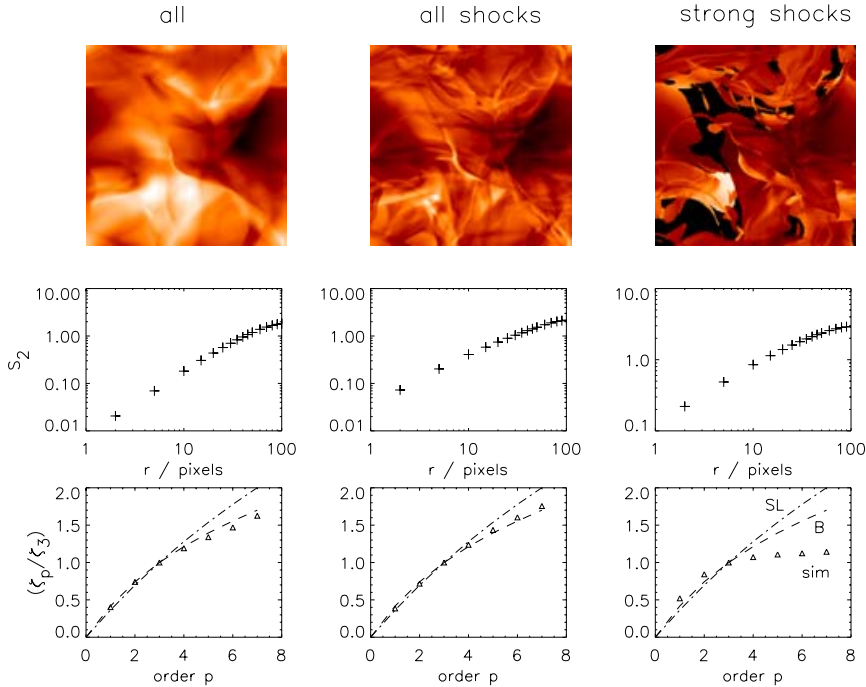 all
all shocks
strong shocks
S2
10.00
1.00
0.10
0.01
1
10
100
r / pixels
10.00
1.00
0.10
0.01
1
10
100
r / pixels
10.0
1.0
0.1
1
10
100
r / pixels
(ζp/ζ3)
2.0
1.5
1.0
0.5
0.0
0 2 4 6 8
order p
2.0
1.5
1.0
0.5
0.0
0 2 4 6 8
order p
2.0
1.5
1.0
0.5
0.0
SL
B
sim
0 2 4 6 8
order p